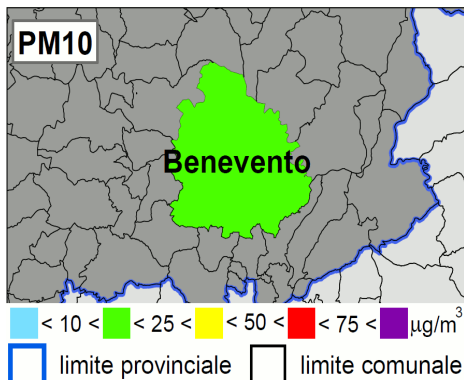 PM10
Benevento
< 10 < < 25 < < 50 < < 75 < μg/m³
limite provinciale limite comunale